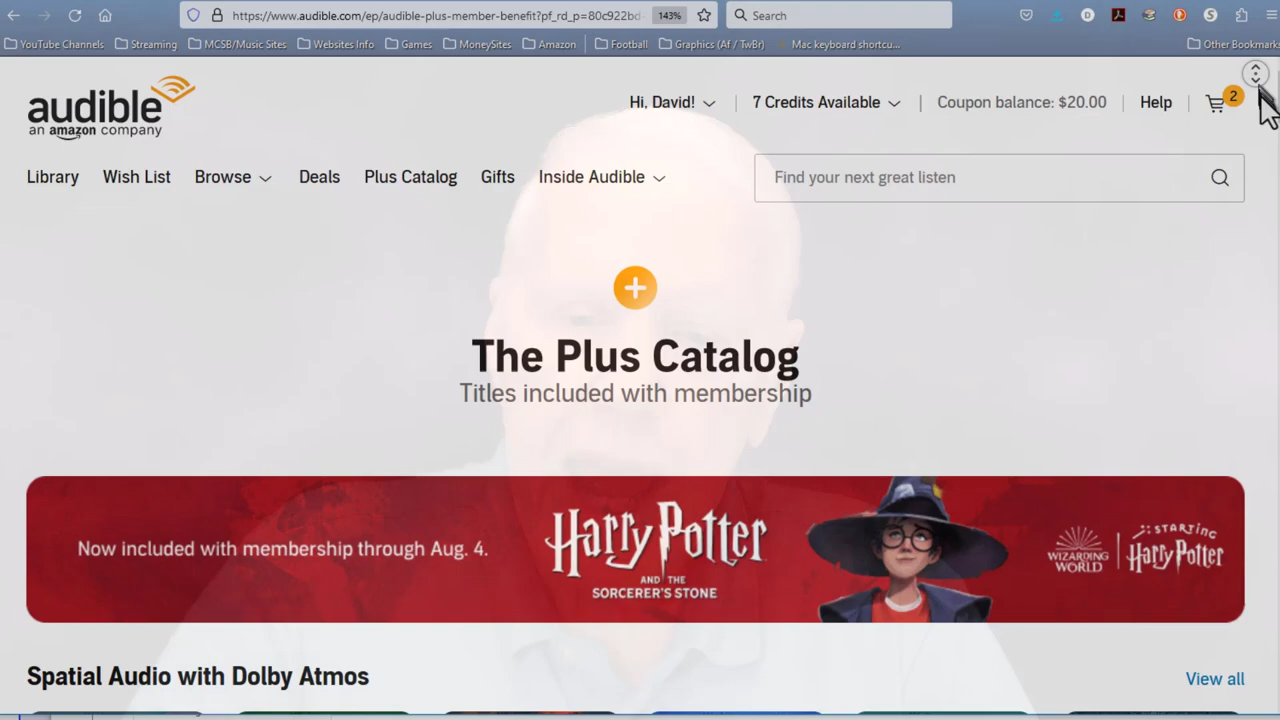 https://www.audible.com/ep/audible-plus-member-benefit?pf_rd_p=80c922bd
143%
Search
YouTube Channels
Streaming
MCSB/Music Sites
Websites Info
Games
MoneySites
Amazon
Football
Graphics (Af / TwBr)
Mac keyboard shortcu...
Other Bookmarks
audible
an amazon company
Hi, David!
7 Credits Available
Coupon balance: $20.00
Help
2
Library
Wish List
Browse
Deals
Plus Catalog
Gifts
Inside Audible
Find your next great listen
The Plus Catalog
Titles included with membership
Now included with membership through Aug. 4.
Harry Potter
AND THE
SORCERER'S STONE
WIZARDING
WORLD
STARTING
Harry Potter
Spatial Audio with Dolby Atmos
View all